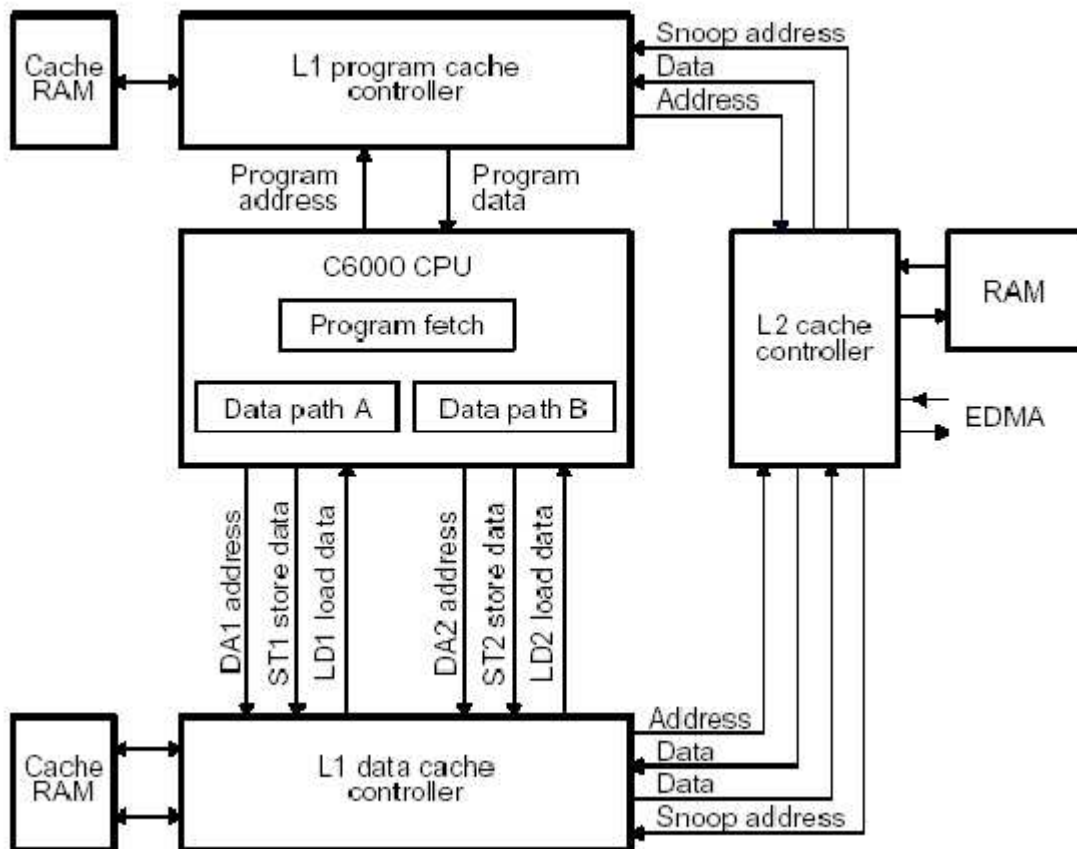 Cache
RAM
L1 program cache
controller
Snoop address
Data
Address
Program
address
Program
data
C6000 CPU
Program fetch
Data path A
Data path B
L2 cache
controller
RAM
EDMA
DA1 address
ST1 store data
LD1 load data
DA2 address
ST2 store data
LD2 load data
Cache
RAM
L1 data cache
controller
Address
Data
Data
Snoop address